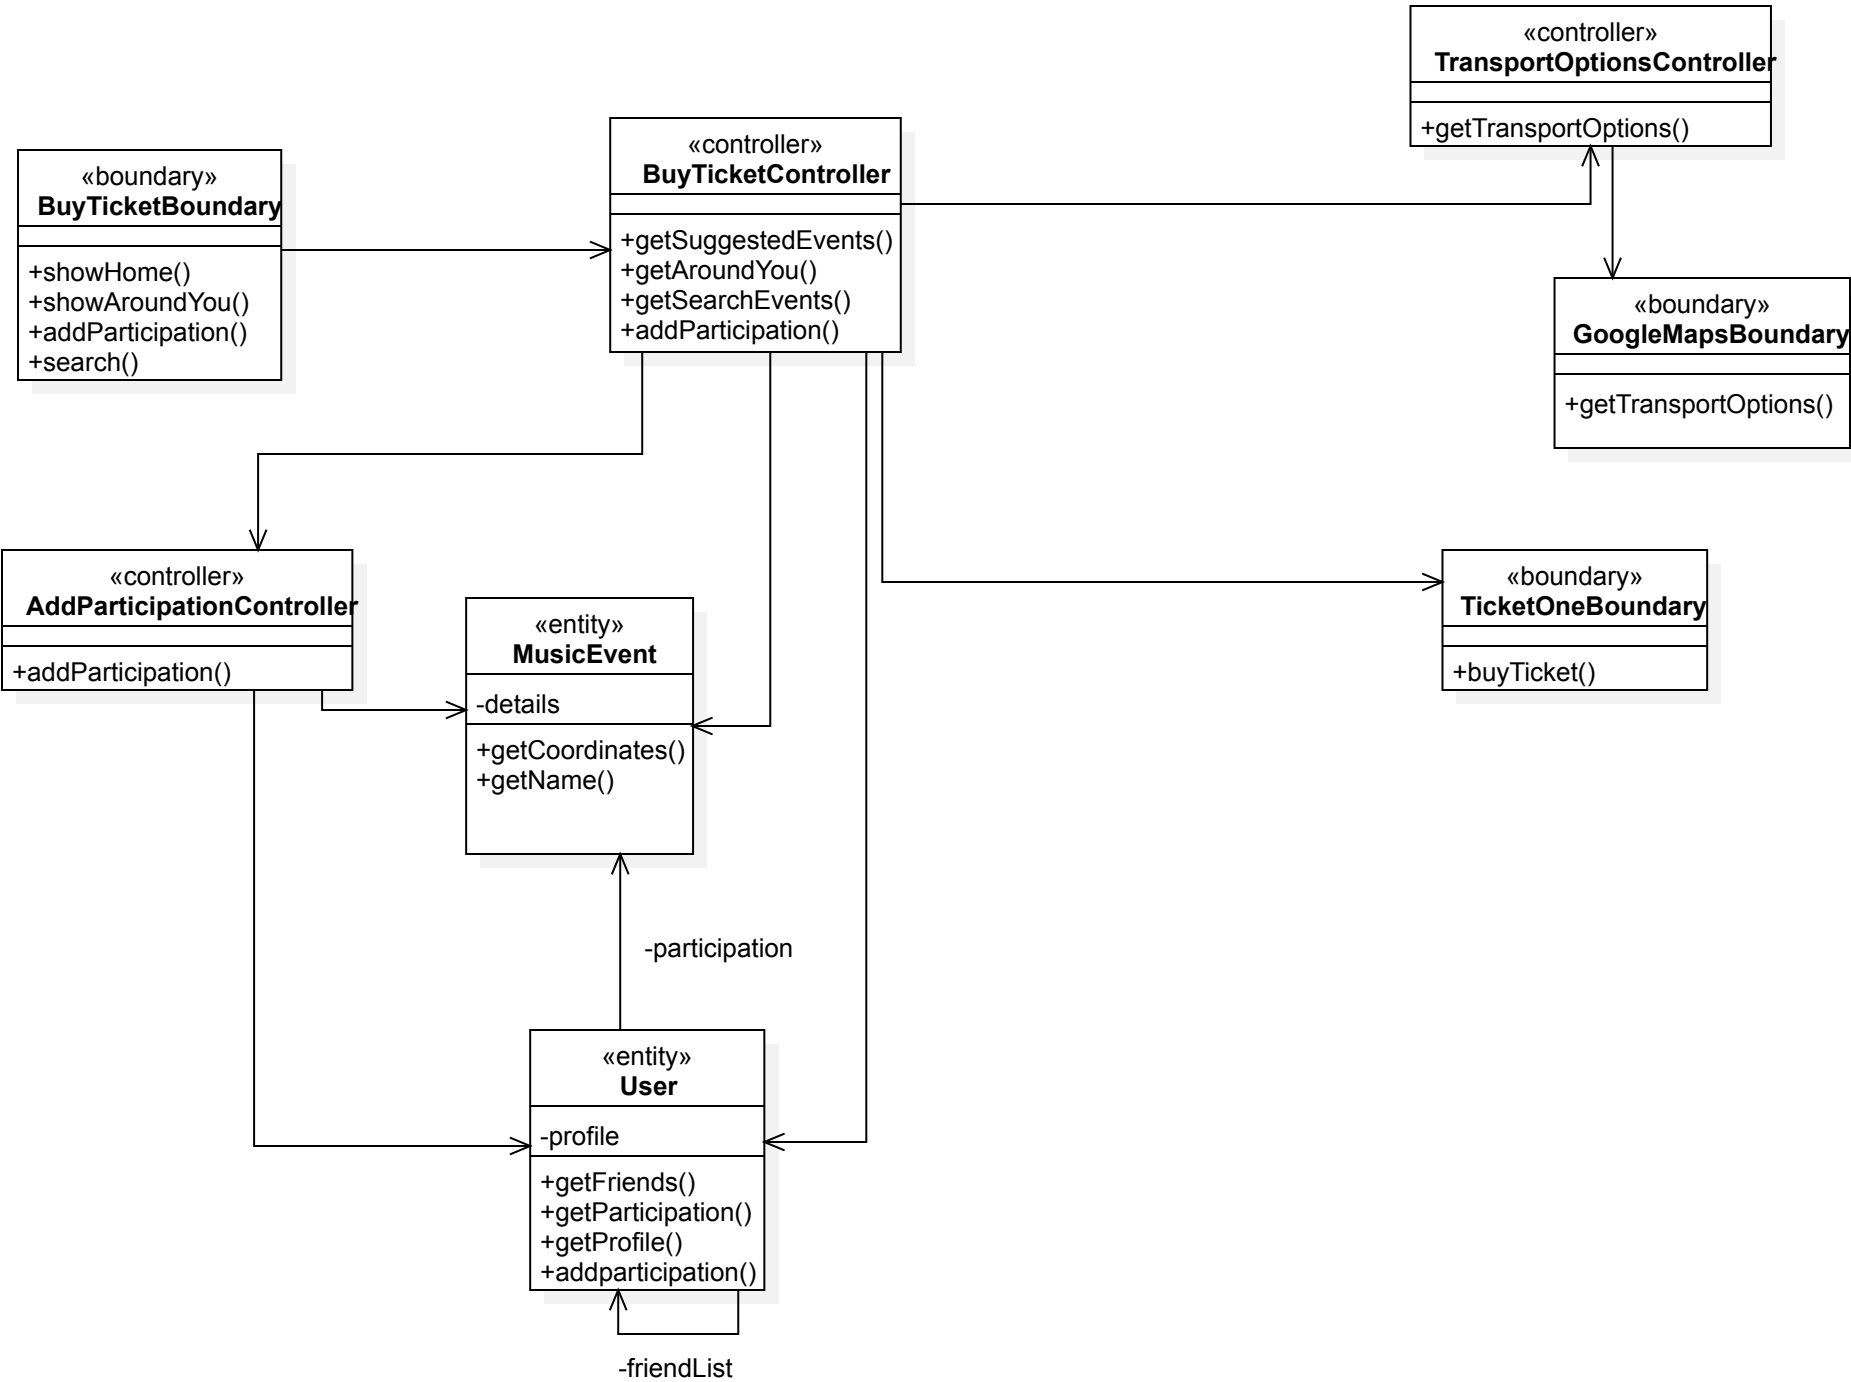 «controller»
TransportOptionsController
+getTransportOptions()
«controller»
BuyTicketController
+getSuggestedEvents()
+getAroundYou()
+getSearchEvents()
+addParticipation()
«boundary»
BuyTicketBoundary
+showHome()
+showAroundYou()
+addParticipation()
+search()
«boundary»
GoogleMapsBoundary
+getTransportOptions()
«controller»
AddParticipationController
+addParticipation()
«entity»
MusicEvent
-details
+getCoordinates()
+getName()
«boundary»
TicketOneBoundary
+buyTicket()
-participation
«entity»
User
-profile
+getFriends()
+getParticipation()
+getProfile()
+addparticipation()
-friendList